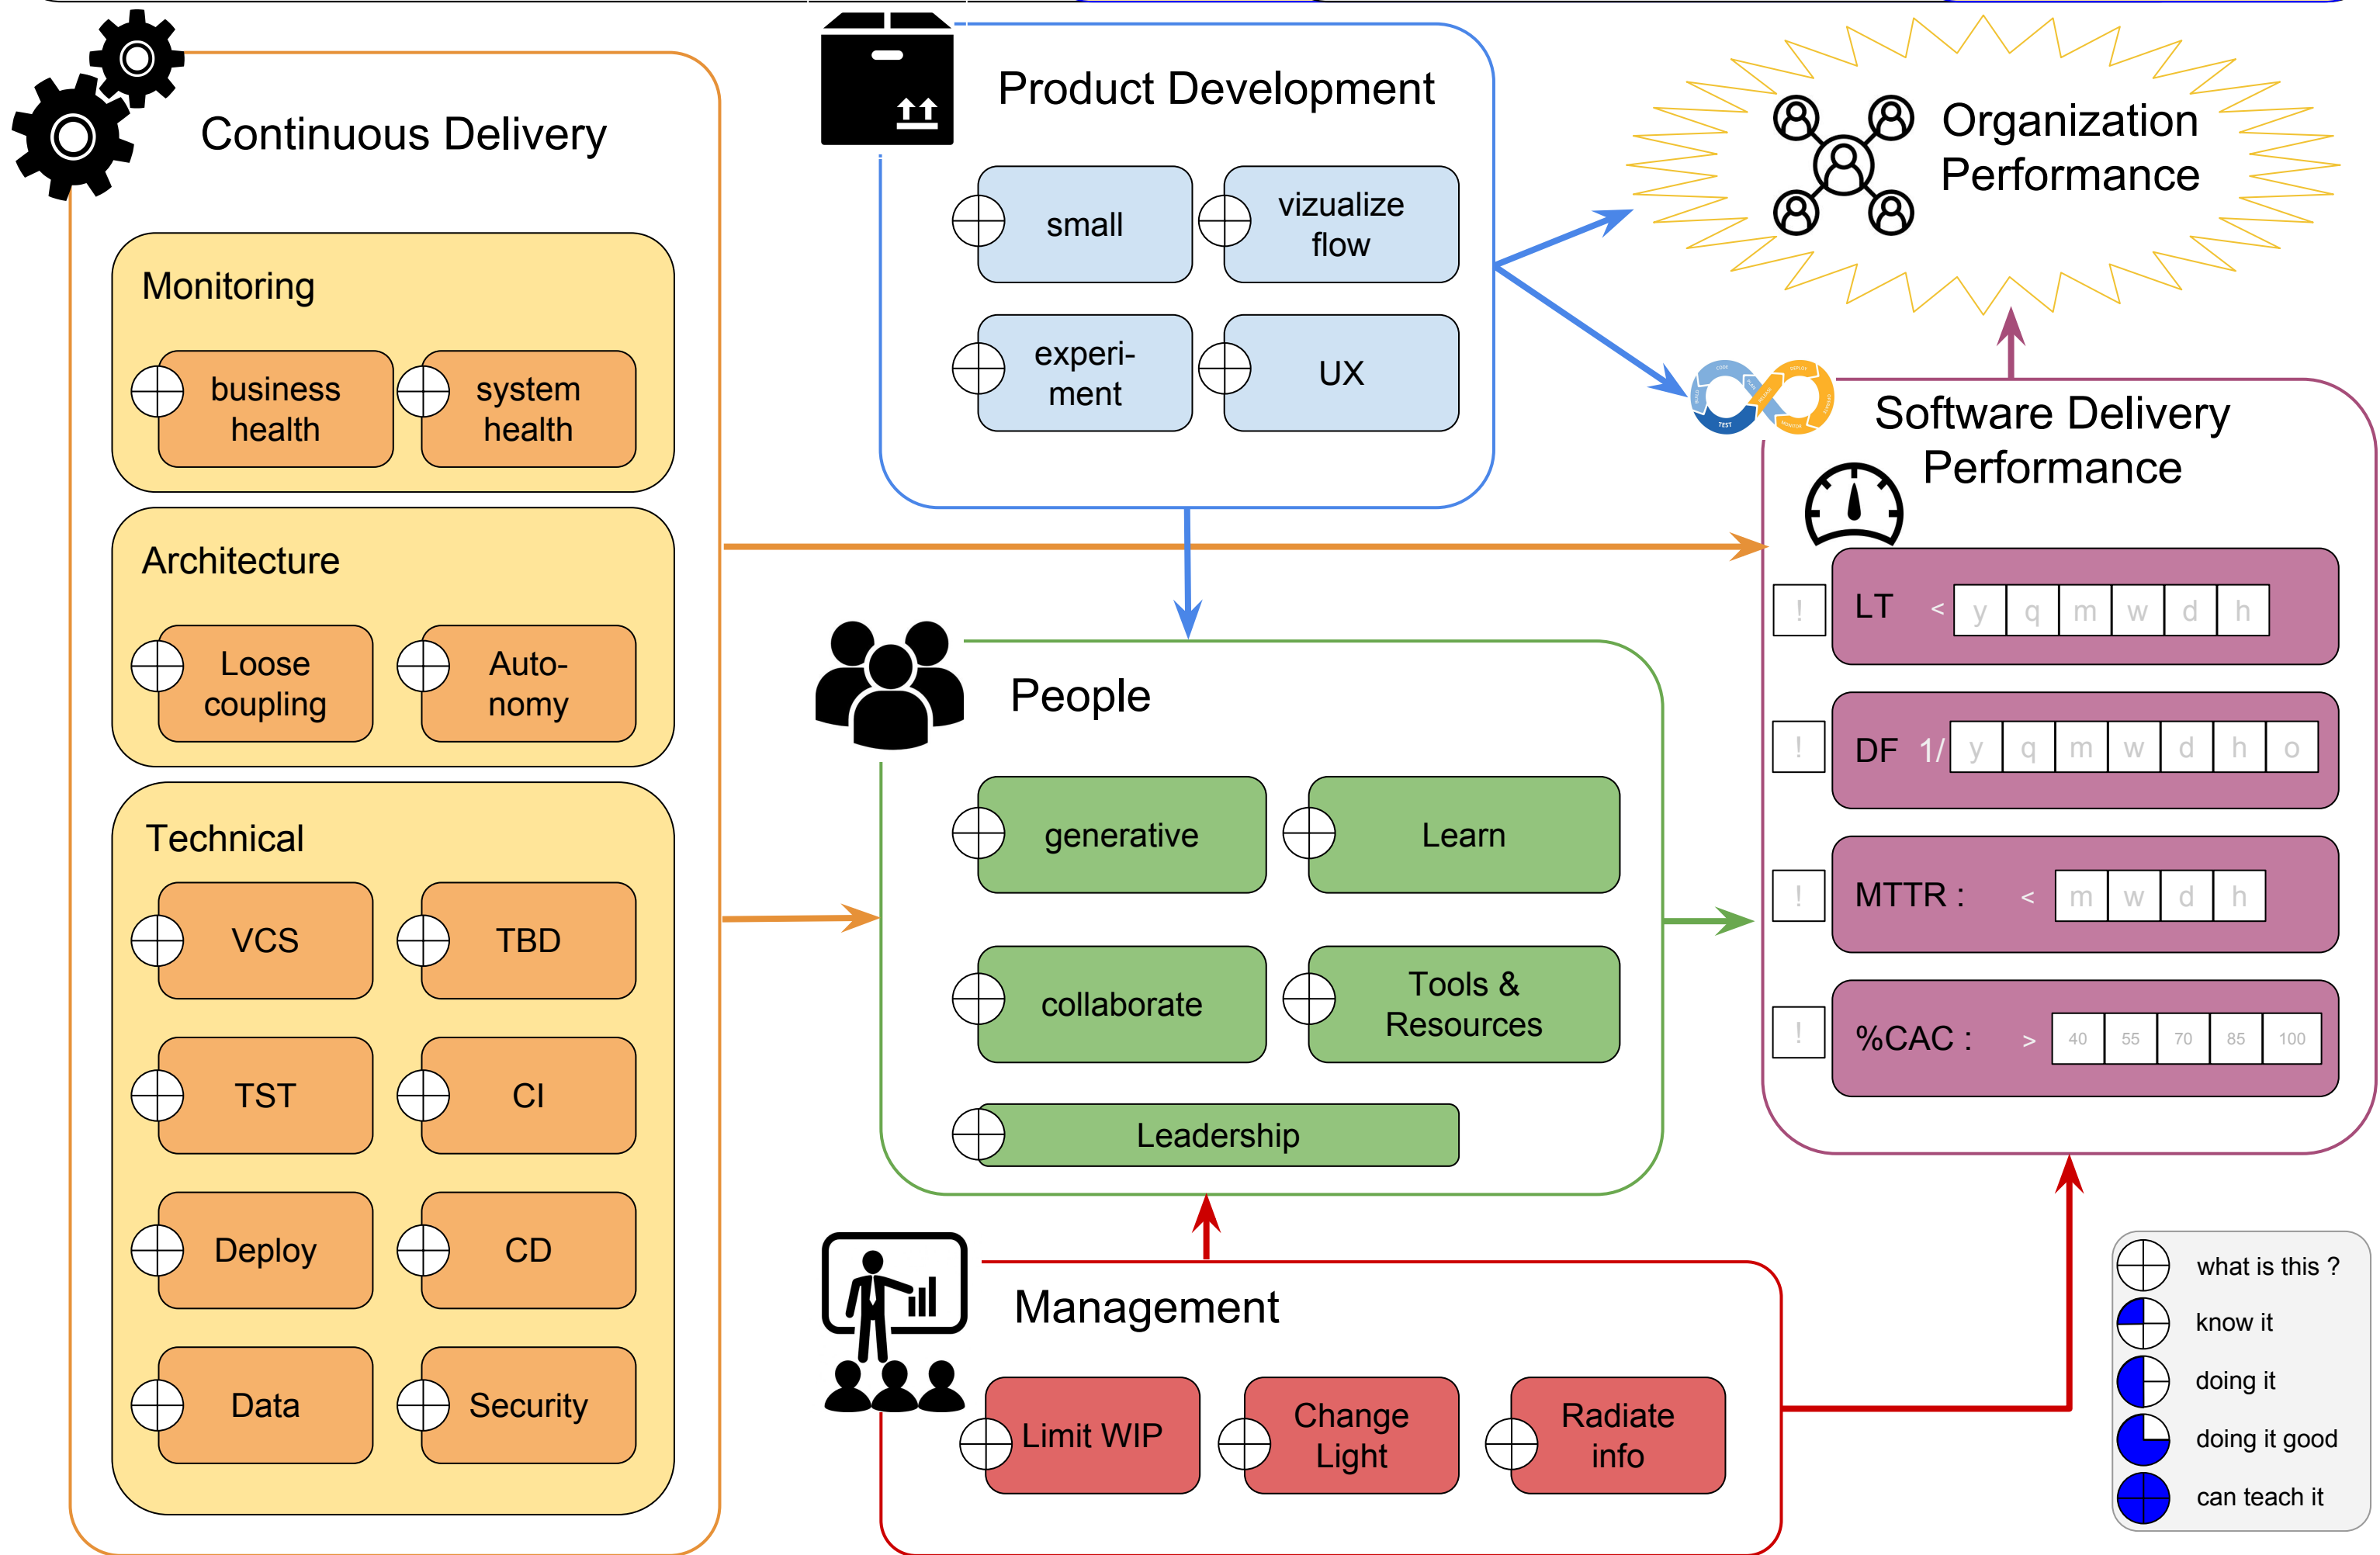 Continuous Delivery
Monitoring
business
health
system
health
Architecture
Loose
coupling
Auto-
nomy
Technical
VCS
TBD
TST
CI
Deploy
CD
Data
Security
Product Development
small
vizualize
flow
experi-
ment
UX
People
generative
Learn
collaborate
Tools &
Resources
Leadership
Management
Limit WIP
Change
Light
Radiate
info
Organization
Performance
TEST
Software Delivery
Performance
! LT < y q m w d h
! DF 1/ y q m w d h o
! MTTR : < m w d h
! %CAC : > 40 55 70 85 100
what is this ?
know it
doing it
doing it good
can teach it